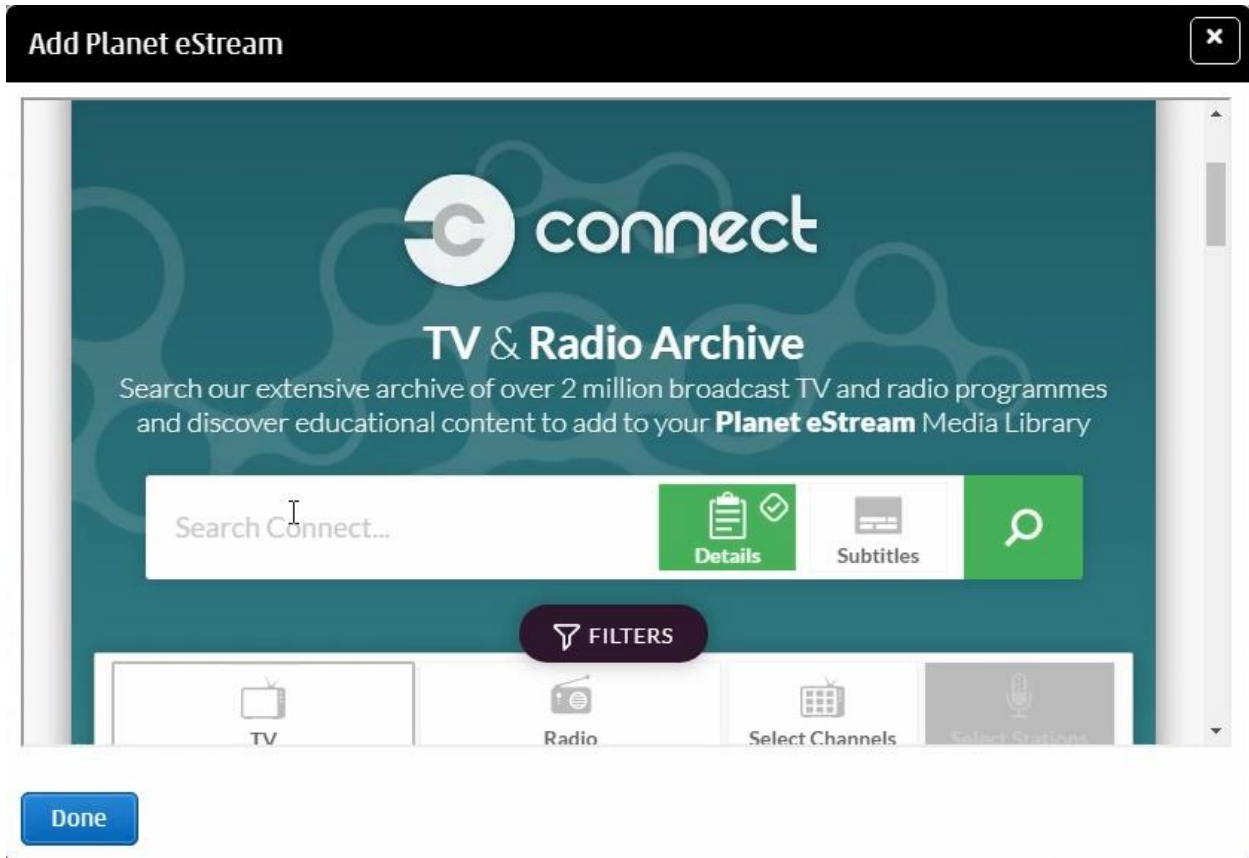 Add Planet eStream
connect
TV & Radio Archive
Search our extensive archive of over 2 million broadcast TV and radio programmes
and discover educational content to add to your Planet eStream Media Library
Search Connect...
Details
Subtitles
FILTERS
TV
Radio
Select Channels
Select Stations
Done